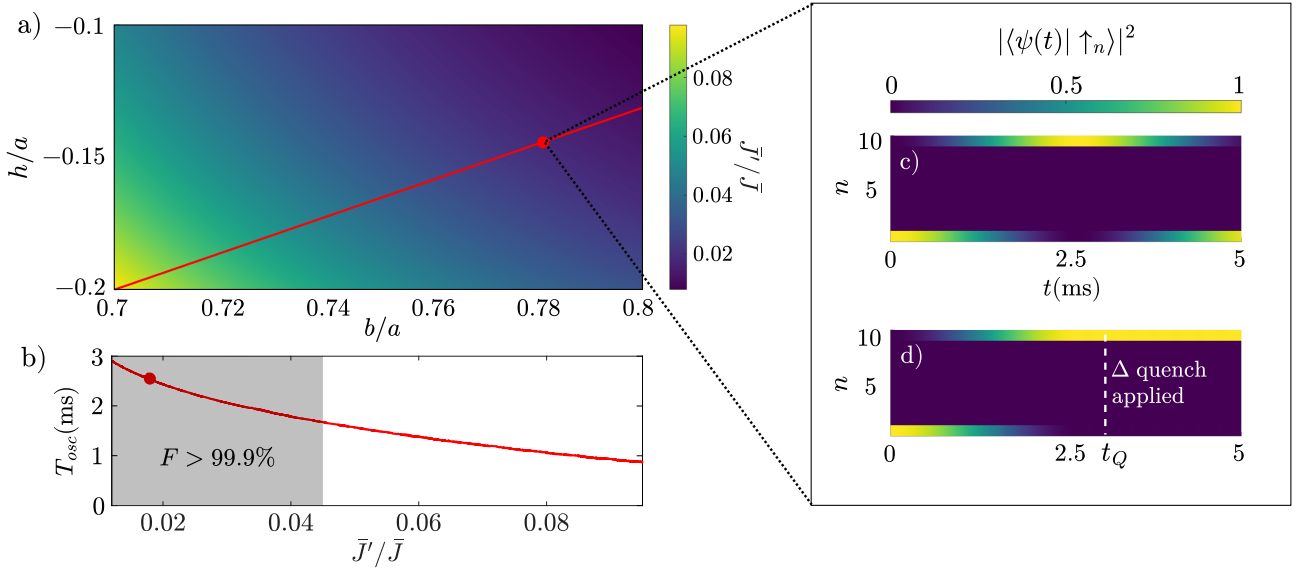 a)
−0.1
−0.15
−0.2
h/a
0.7
0.72
0.74
0.76
0.78
0.8
b/a
0.08
0.06
0.04
0.02
J̄'/J̄
b)
3
2
1
0
T_osc(ms)
F > 99.9%
0.02
0.04
0.06
0.08
J̄'/J̄
|⟨ψ(t)| ↑_n⟩|²
0
0.5
1
10
5
n
c)
0
2.5
5
t(ms)
10
5
n
d)
Δ quench
applied
0
2.5
t_Q
5